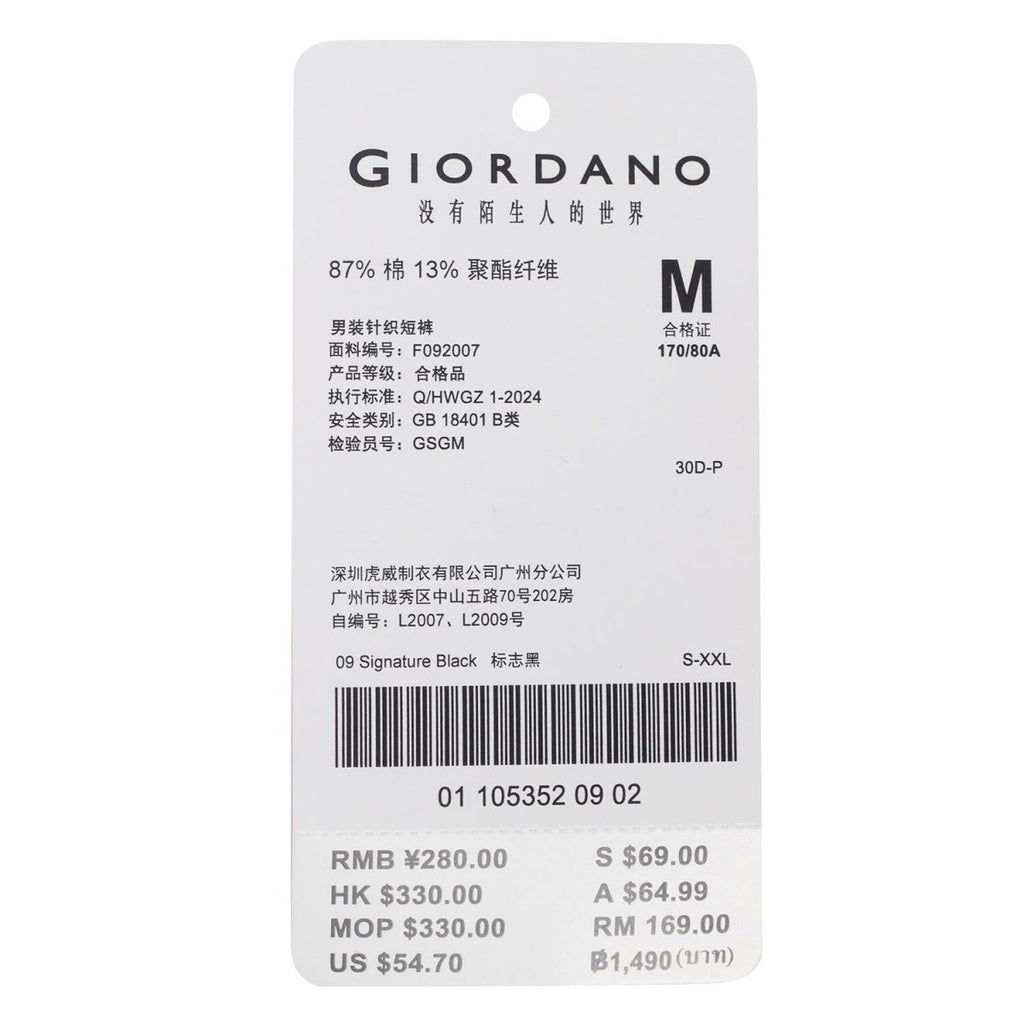 GIORDANO
没有陌生人的世界
87% 棉 13% 聚酯纤维
M
合格证
170/80A
男装针织短裤
面料编号：F092007
产品等级：合格品
执行标准：Q/HWGZ 1-2024
安全类别：GB 18401 B类
检验员号：GSGM
30D-P
深圳虎威制衣有限公司广州分公司
广州市越秀区中山五路70号202房
自编号：L2007、L2009号
09 Signature Black 标志黑 S-XXL
01 105352 09 02
RMB ¥280.00 S $69.00
HK $330.00 A $64.99
MOP $330.00 RM 169.00
US $54.70 ฿1,490 (บาท)